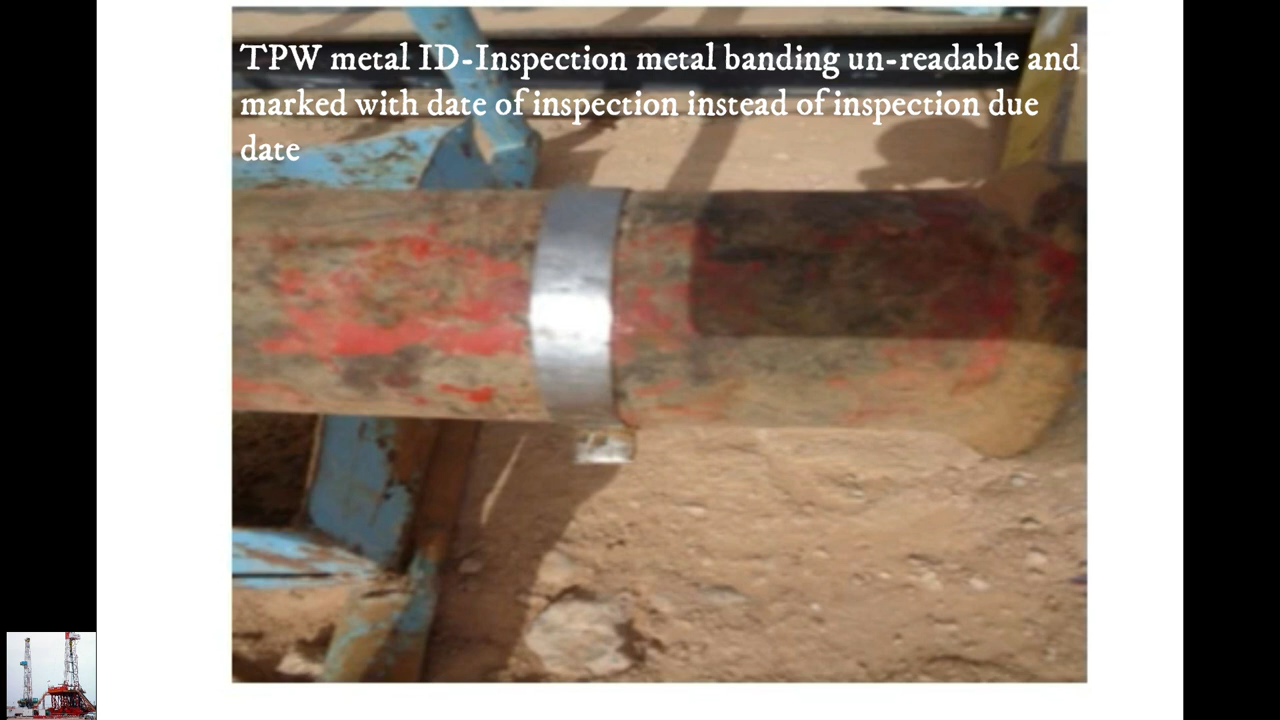 TPW metal ID-Inspection metal banding un-readable and
marked with date of inspection instead of inspection due
date